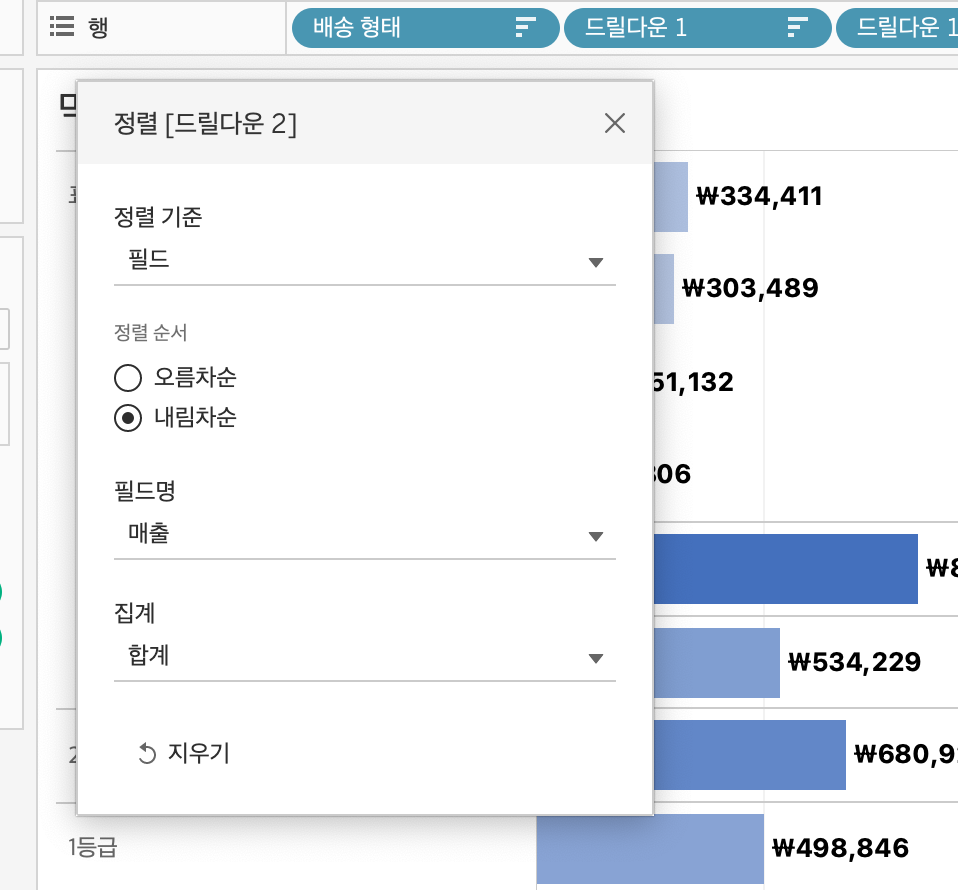 행
배송 형태
드릴다운 1
드릴다운 1
정렬 [드릴다운 2]
정렬 기준
필드
정렬 순서
오름차순
내림차순
필드명
매출
집계
합계
지우기
₩334,411
₩303,489
51,132
306
₩8
₩534,229
2
₩680,9
1등급
₩498,846